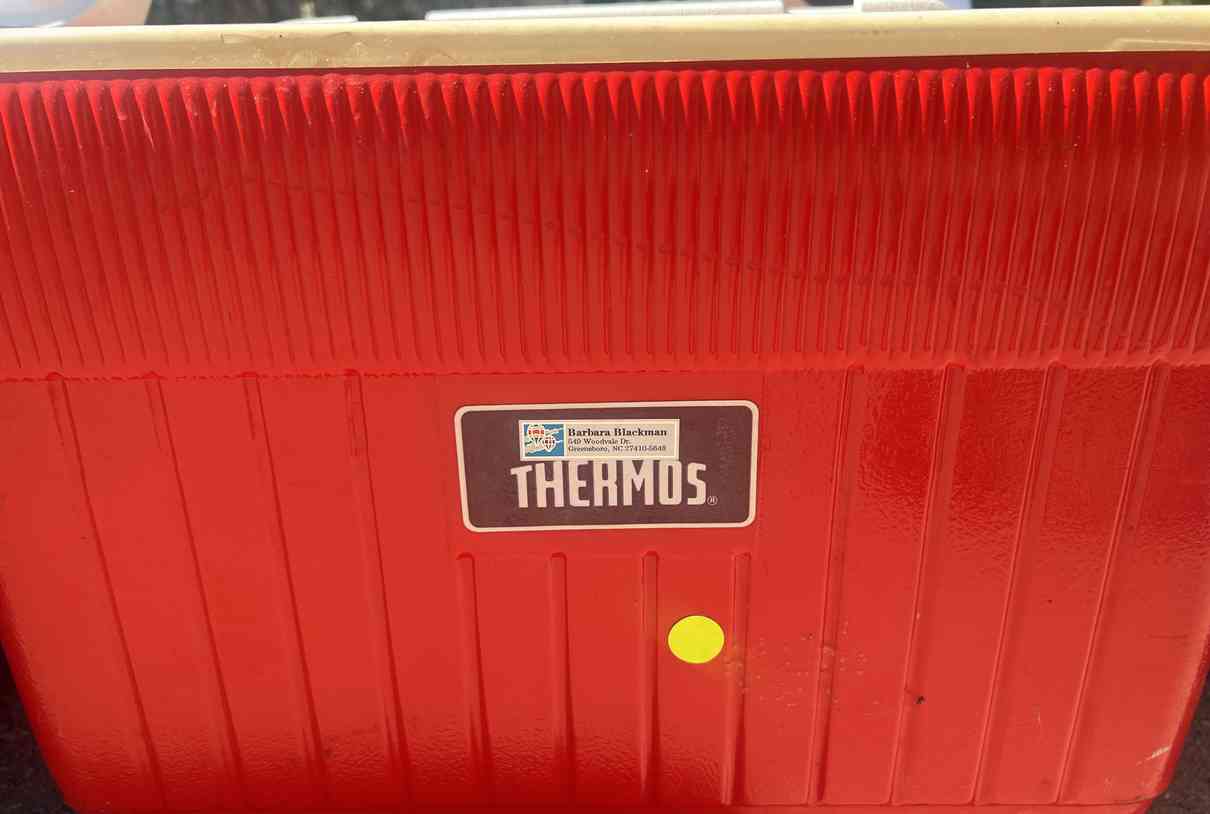 Barbara Blackman
549 Woodvale Dr.
Greensboro, NC 27410-5648
THERMOS®